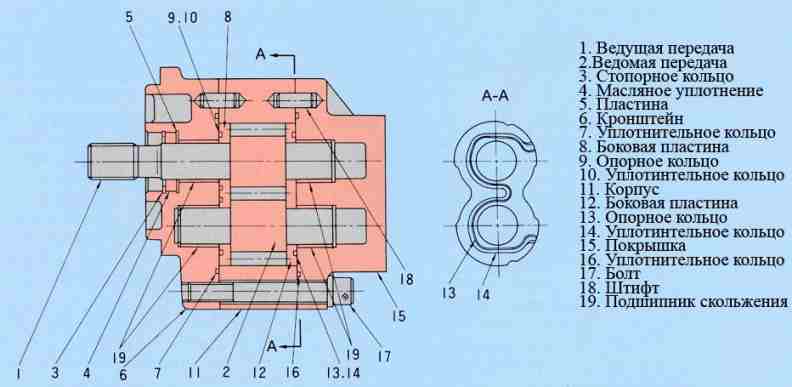 5 9.10 8 A
A-A
1. Ведущая передача
2.Ведомая передача
3. Стопорное кольцо
4. Масляное уплотнение
5. Пластина
6. Кронштейн
7. Уплотнительное кольцо
8. Боковая пластина
9. Опорное кольцо
10. Уплотинтельное кольцо
11. Корпус
12. Боковая пластина
13. Опорное кольцо
14. Уплотительное кольцо
15. Покрышка
16. Уплотнительное кольцо
17. Болт
18. Штифт
19. Подшипник скольжения
18
13 14
15
A
19 19
1 3 4 6 7 11 2 12 16 13.14 17